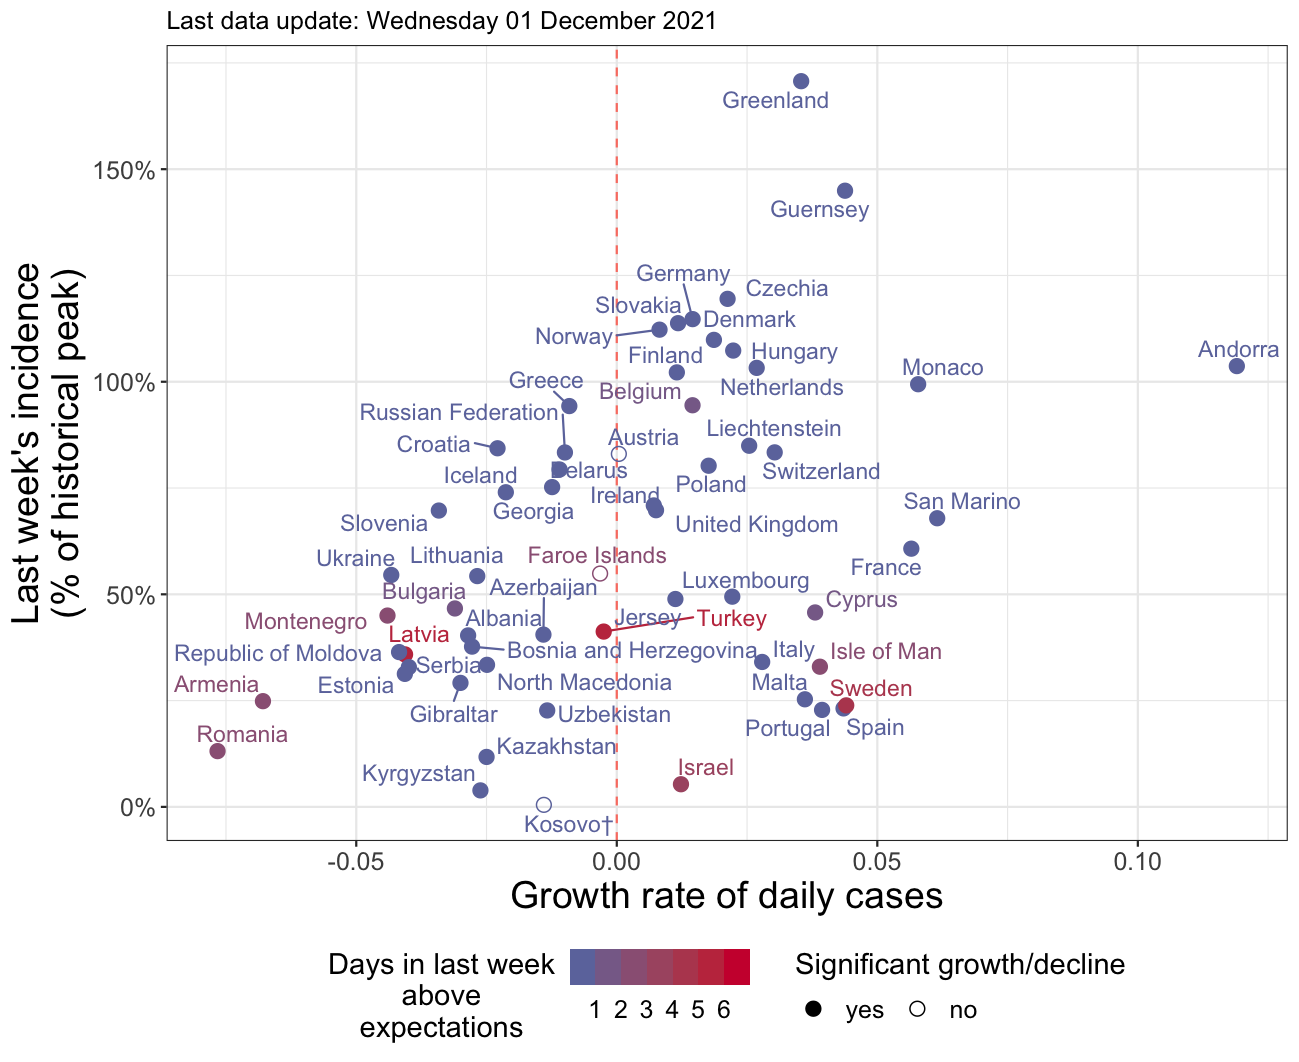 Last data update: Wednesday 01 December 2021
Last week's incidence
(% of historical peak)
150%
100%
50%
0%
Greenland
Guernsey
Germany
Czechia
Slovakia
Denmark
Norway
Finland
Hungary
Andorra
Monaco
Greece
Belgium
Netherlands
Russian Federation
Croatia
Austria
Liechtenstein
Iceland
Belarus
Switzerland
Poland
Ireland
Georgia
San Marino
Slovenia
United Kingdom
Ukraine
Lithuania
Faroe Islands
France
Bulgaria
Azerbaijan
Luxembourg
Cyprus
Montenegro
Albania
Jersey
Turkey
Latvia
Republic of Moldova
Serbia
Bosnia and Herzegovina
Italy
Isle of Man
Armenia
Estonia
North Macedonia
Malta
Sweden
Gibraltar
Uzbekistan
Portugal
Spain
Romania
Kazakhstan
Kyrgyzstan
Israel
Kosovo†
-0.05
0.00
0.05
0.10
Growth rate of daily cases
Days in last week
above
expectations
1 2 3 4 5 6
Significant growth/decline
yes
no